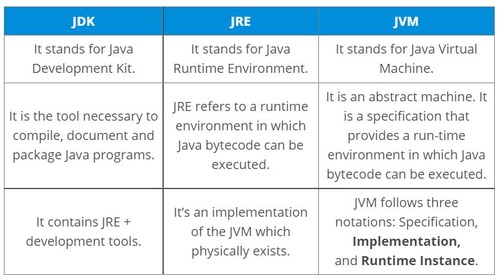 JDK
JRE
JVM
It stands for Java
Development Kit.
It stands for Java
Runtime Environment.
It stands for Java Virtual
Machine.
It is the tool necessary to
compile, document and
package Java programs.
JRE refers to a runtime
environment in which
Java bytecode can be
executed.
It is an abstract machine. It
is a specification that
provides a run-time
environment in which Java
bytecode can be executed.
It contains JRE +
development tools.
It’s an implementation
of the JVM which
physically exists.
JVM follows three
notations: Specification,
Implementation,
and Runtime Instance.